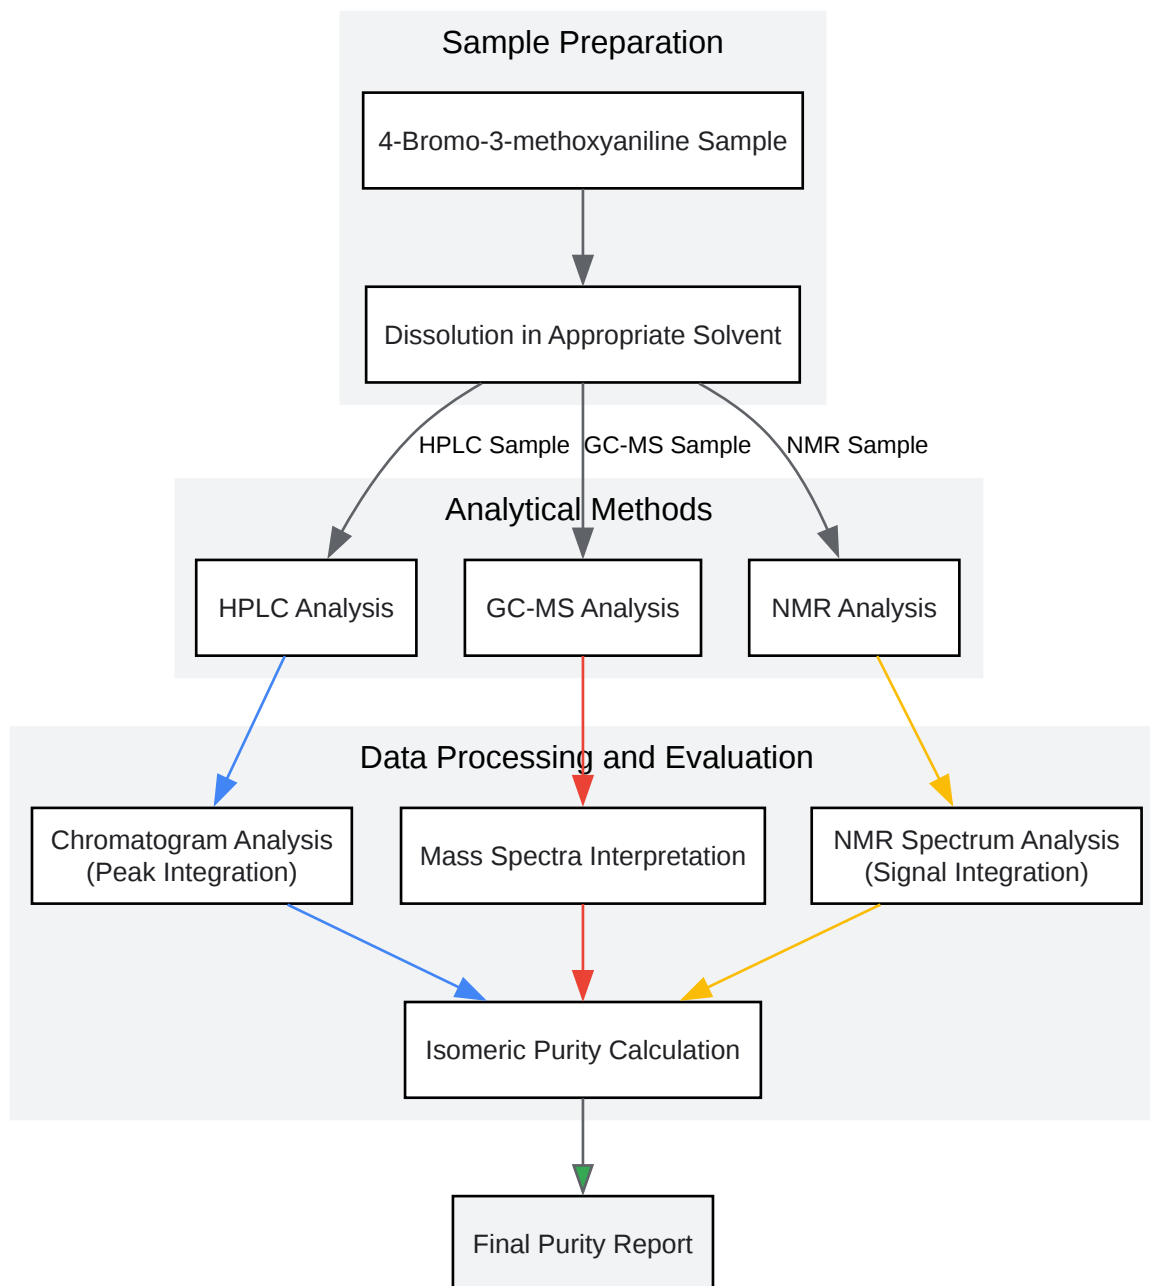 Sample Preparation
4-Bromo-3-methoxyaniline Sample
Dissolution in Appropriate Solvent
HPLC Sample
GC-MS Sample
NMR Sample
Analytical Methods
HPLC Analysis
GC-MS Analysis
NMR Analysis
Data Processing and Evaluation
Chromatogram Analysis
(Peak Integration)
Mass Spectra Interpretation
NMR Spectrum Analysis
(Signal Integration)
Isomeric Purity Calculation
Final Purity Report